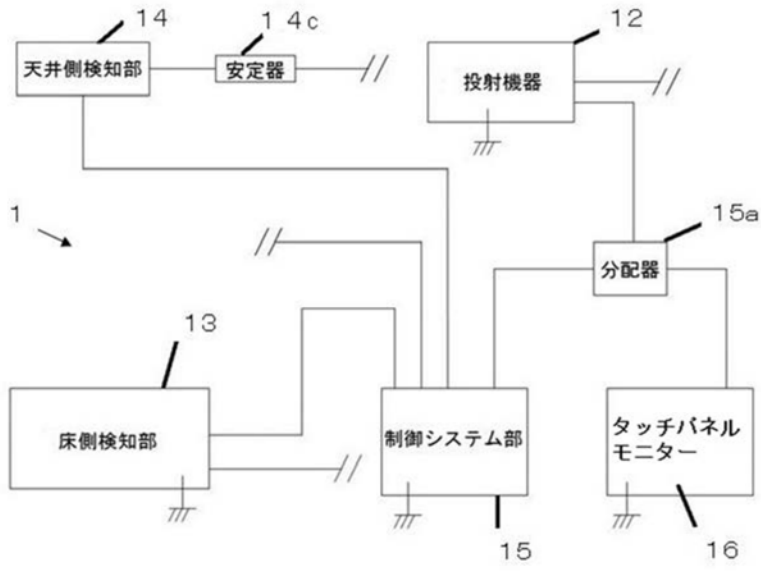 14
１４ｃ
12
天井側検知部
安定器
投射機器
1
15a
分配器
13
床側検知部
制御システム部
タッチパネル
モニター
15
16